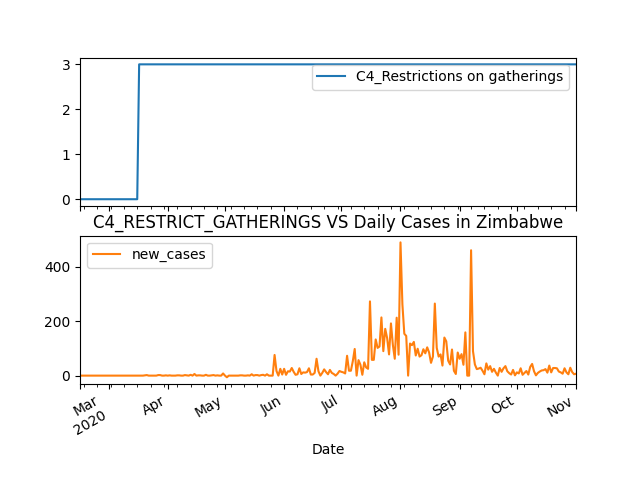 3
2
1
0
C4_Restrictions on gatherings
C4_RESTRICT_GATHERINGS VS Daily Cases in Zimbabwe
new_cases
400
200
0
Mar
2020
Apr
May
Jun
Jul
Aug
Sep
Oct
Nov
Date